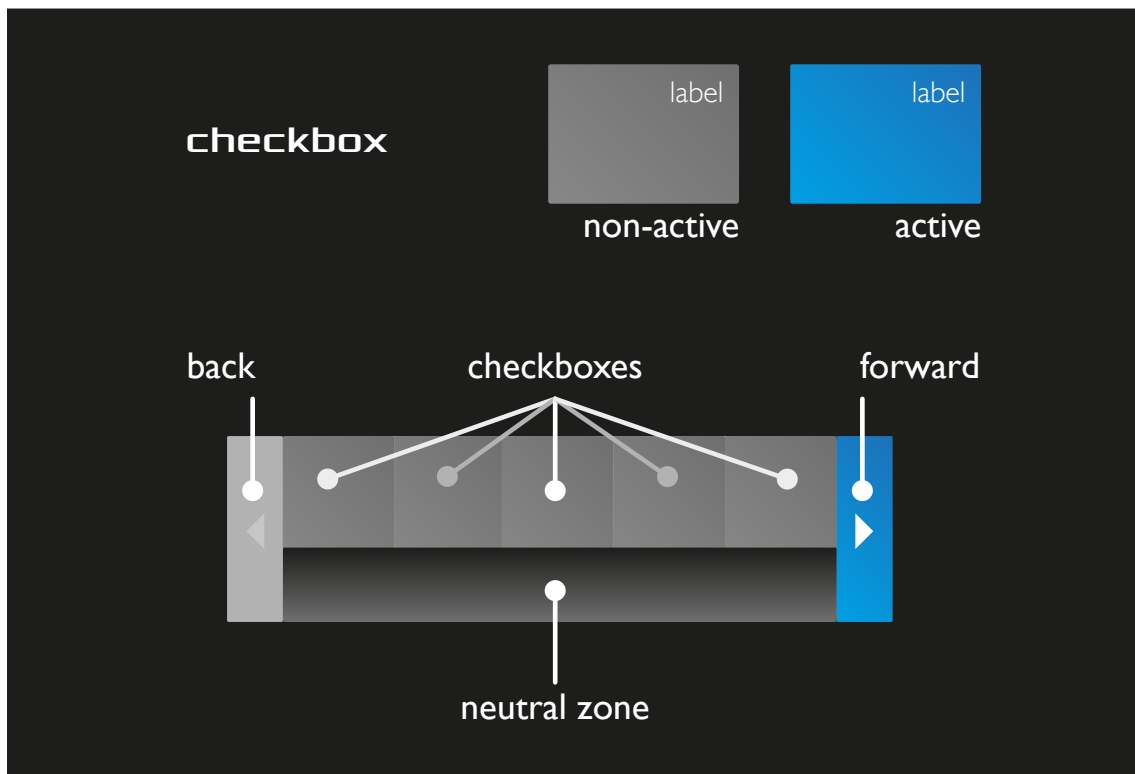 label
label
checkbox
non-active
active
back
checkboxes
forward
neutral zone